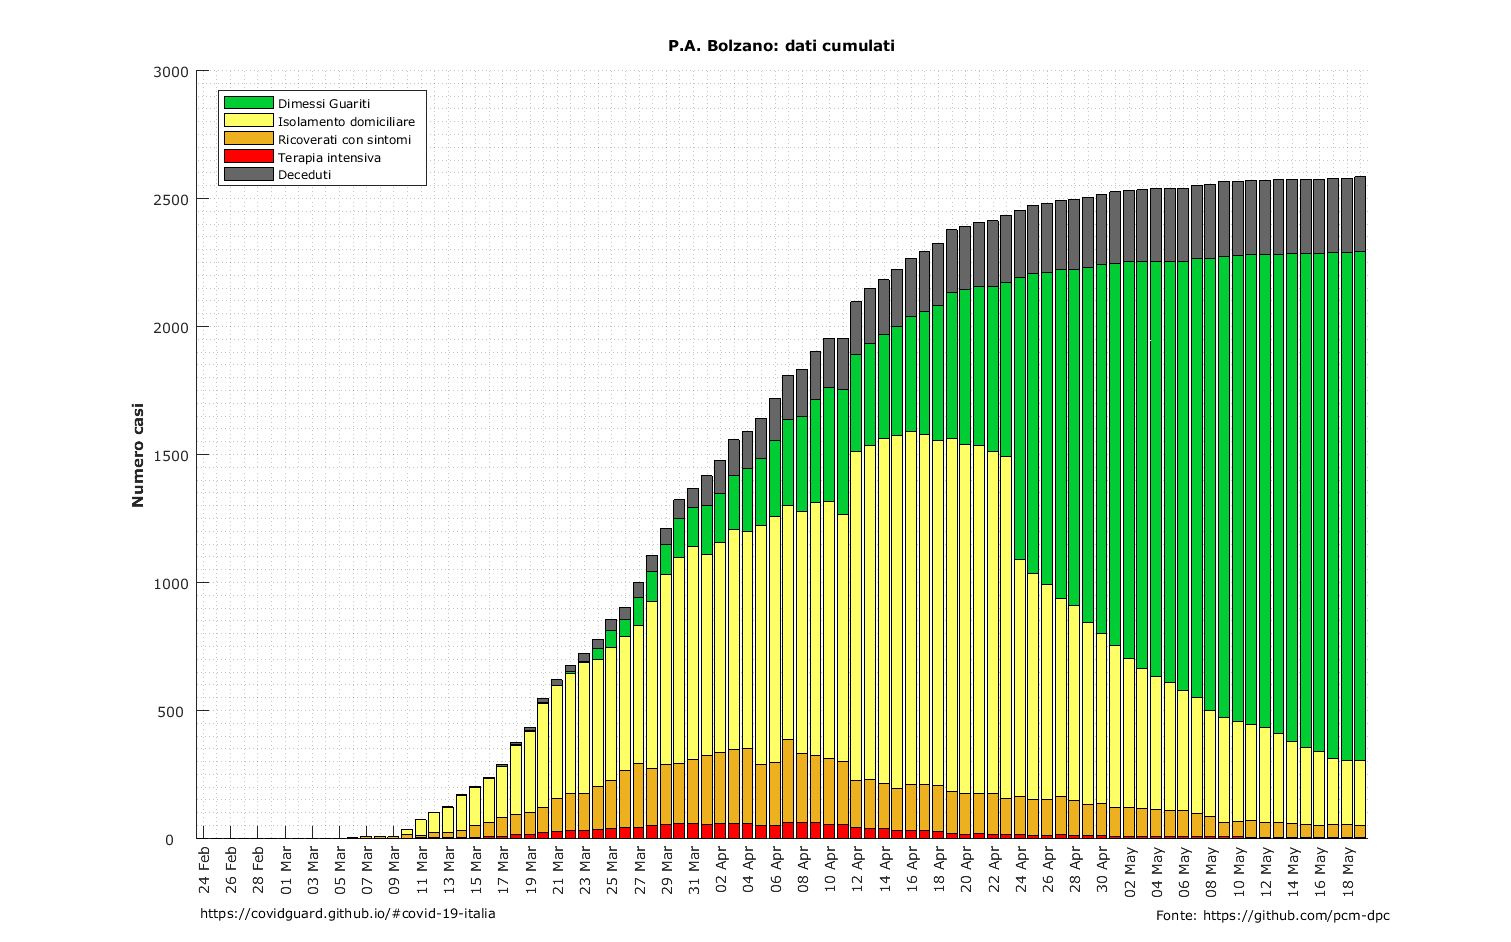 P.A. Bolzano: dati cumulati
3000
2500
2000
1500
1000
500
0
Numero casi
Dimessi Guariti
Isolamento domiciliare
Ricoverati con sintomi
Terapia intensiva
Deceduti
24 Feb
26 Feb
28 Feb
01 Mar
03 Mar
05 Mar
07 Mar
09 Mar
11 Mar
13 Mar
15 Mar
17 Mar
19 Mar
21 Mar
23 Mar
25 Mar
27 Mar
29 Mar
31 Mar
02 Apr
04 Apr
06 Apr
08 Apr
10 Apr
12 Apr
14 Apr
16 Apr
18 Apr
20 Apr
22 Apr
24 Apr
26 Apr
28 Apr
30 Apr
02 May
04 May
06 May
08 May
10 May
12 May
14 May
16 May
18 May
https://covidguard.github.io/#covid-19-italia
Fonte: https://github.com/pcm-dpc